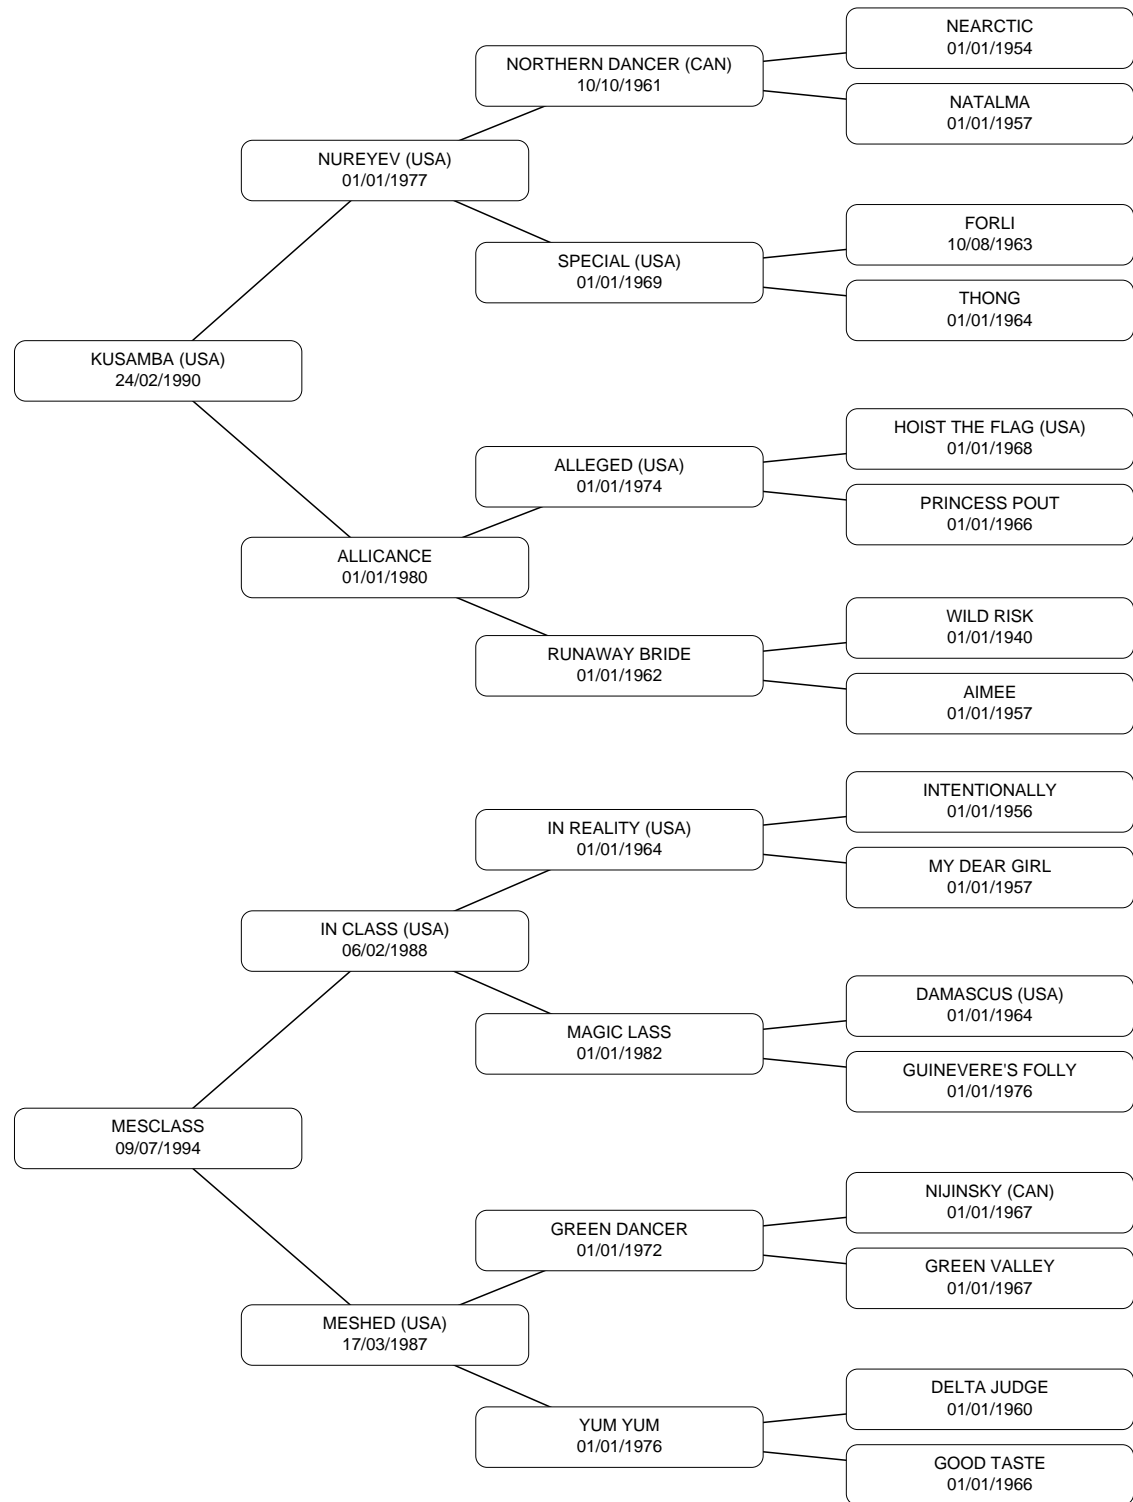 NEARCTIC
01/01/1954
NORTHERN DANCER (CAN)
10/10/1961
NATALMA
01/01/1957
NUREYEV (USA)
01/01/1977
FORLI
10/08/1963
SPECIAL (USA)
01/01/1969
THONG
01/01/1964
KUSAMBA (USA)
24/02/1990
HOIST THE FLAG (USA)
01/01/1968
ALLEGED (USA)
01/01/1974
PRINCESS POUT
01/01/1966
ALLICANCE
01/01/1980
WILD RISK
01/01/1940
RUNAWAY BRIDE
01/01/1962
AIMEE
01/01/1957
INTENTIONALLY
01/01/1956
IN REALITY (USA)
01/01/1964
MY DEAR GIRL
01/01/1957
IN CLASS (USA)
06/02/1988
DAMASCUS (USA)
01/01/1964
MAGIC LASS
01/01/1982
GUINEVERE'S FOLLY
01/01/1976
MESCLASS
09/07/1994
NIJINSKY (CAN)
01/01/1967
GREEN DANCER
01/01/1972
GREEN VALLEY
01/01/1967
MESHED (USA)
17/03/1987
DELTA JUDGE
01/01/1960
YUM YUM
01/01/1976
GOOD TASTE
01/01/1966